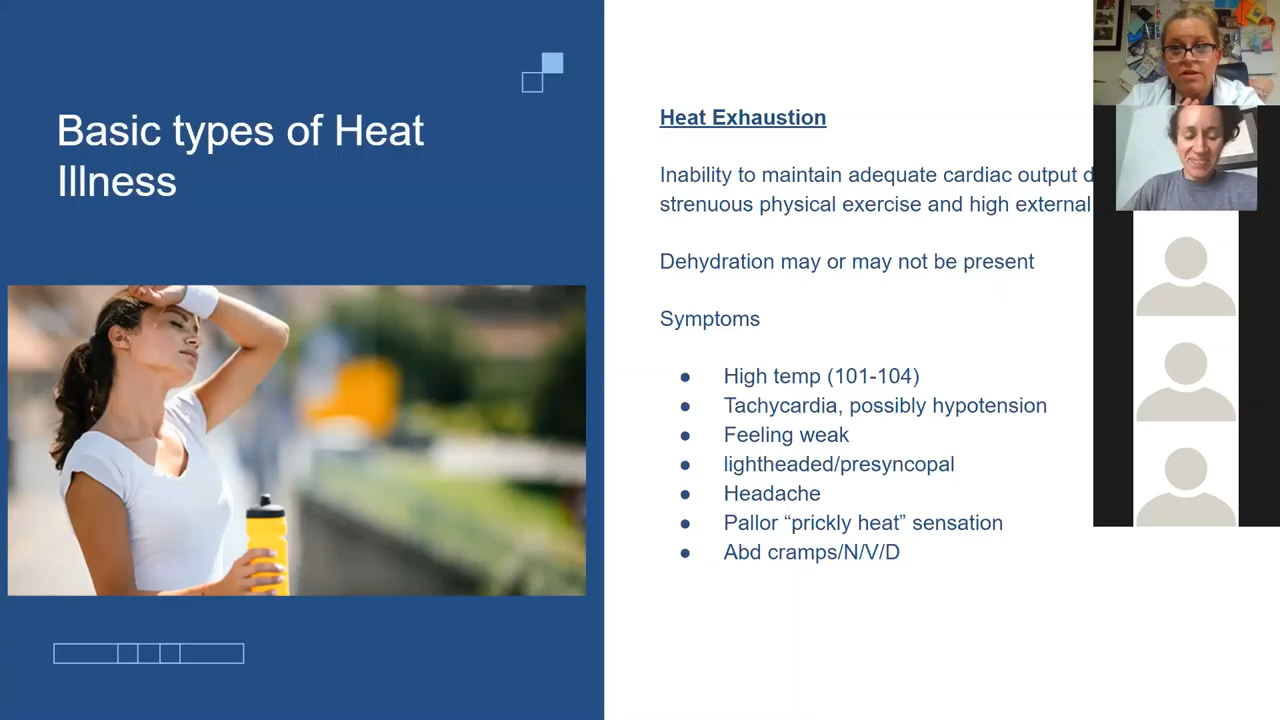 Basic types of Heat
Illness
Heat Exhaustion
Inability to maintain adequate cardiac output
strenuous physical exercise and high external
Dehydration may or may not be present
Symptoms
● High temp (101-104)
● Tachycardia, possibly hypotension
● Feeling weak
● lightheaded/presyncopal
● Headache
● Pallor “prickly heat” sensation
● Abd cramps/N/V/D